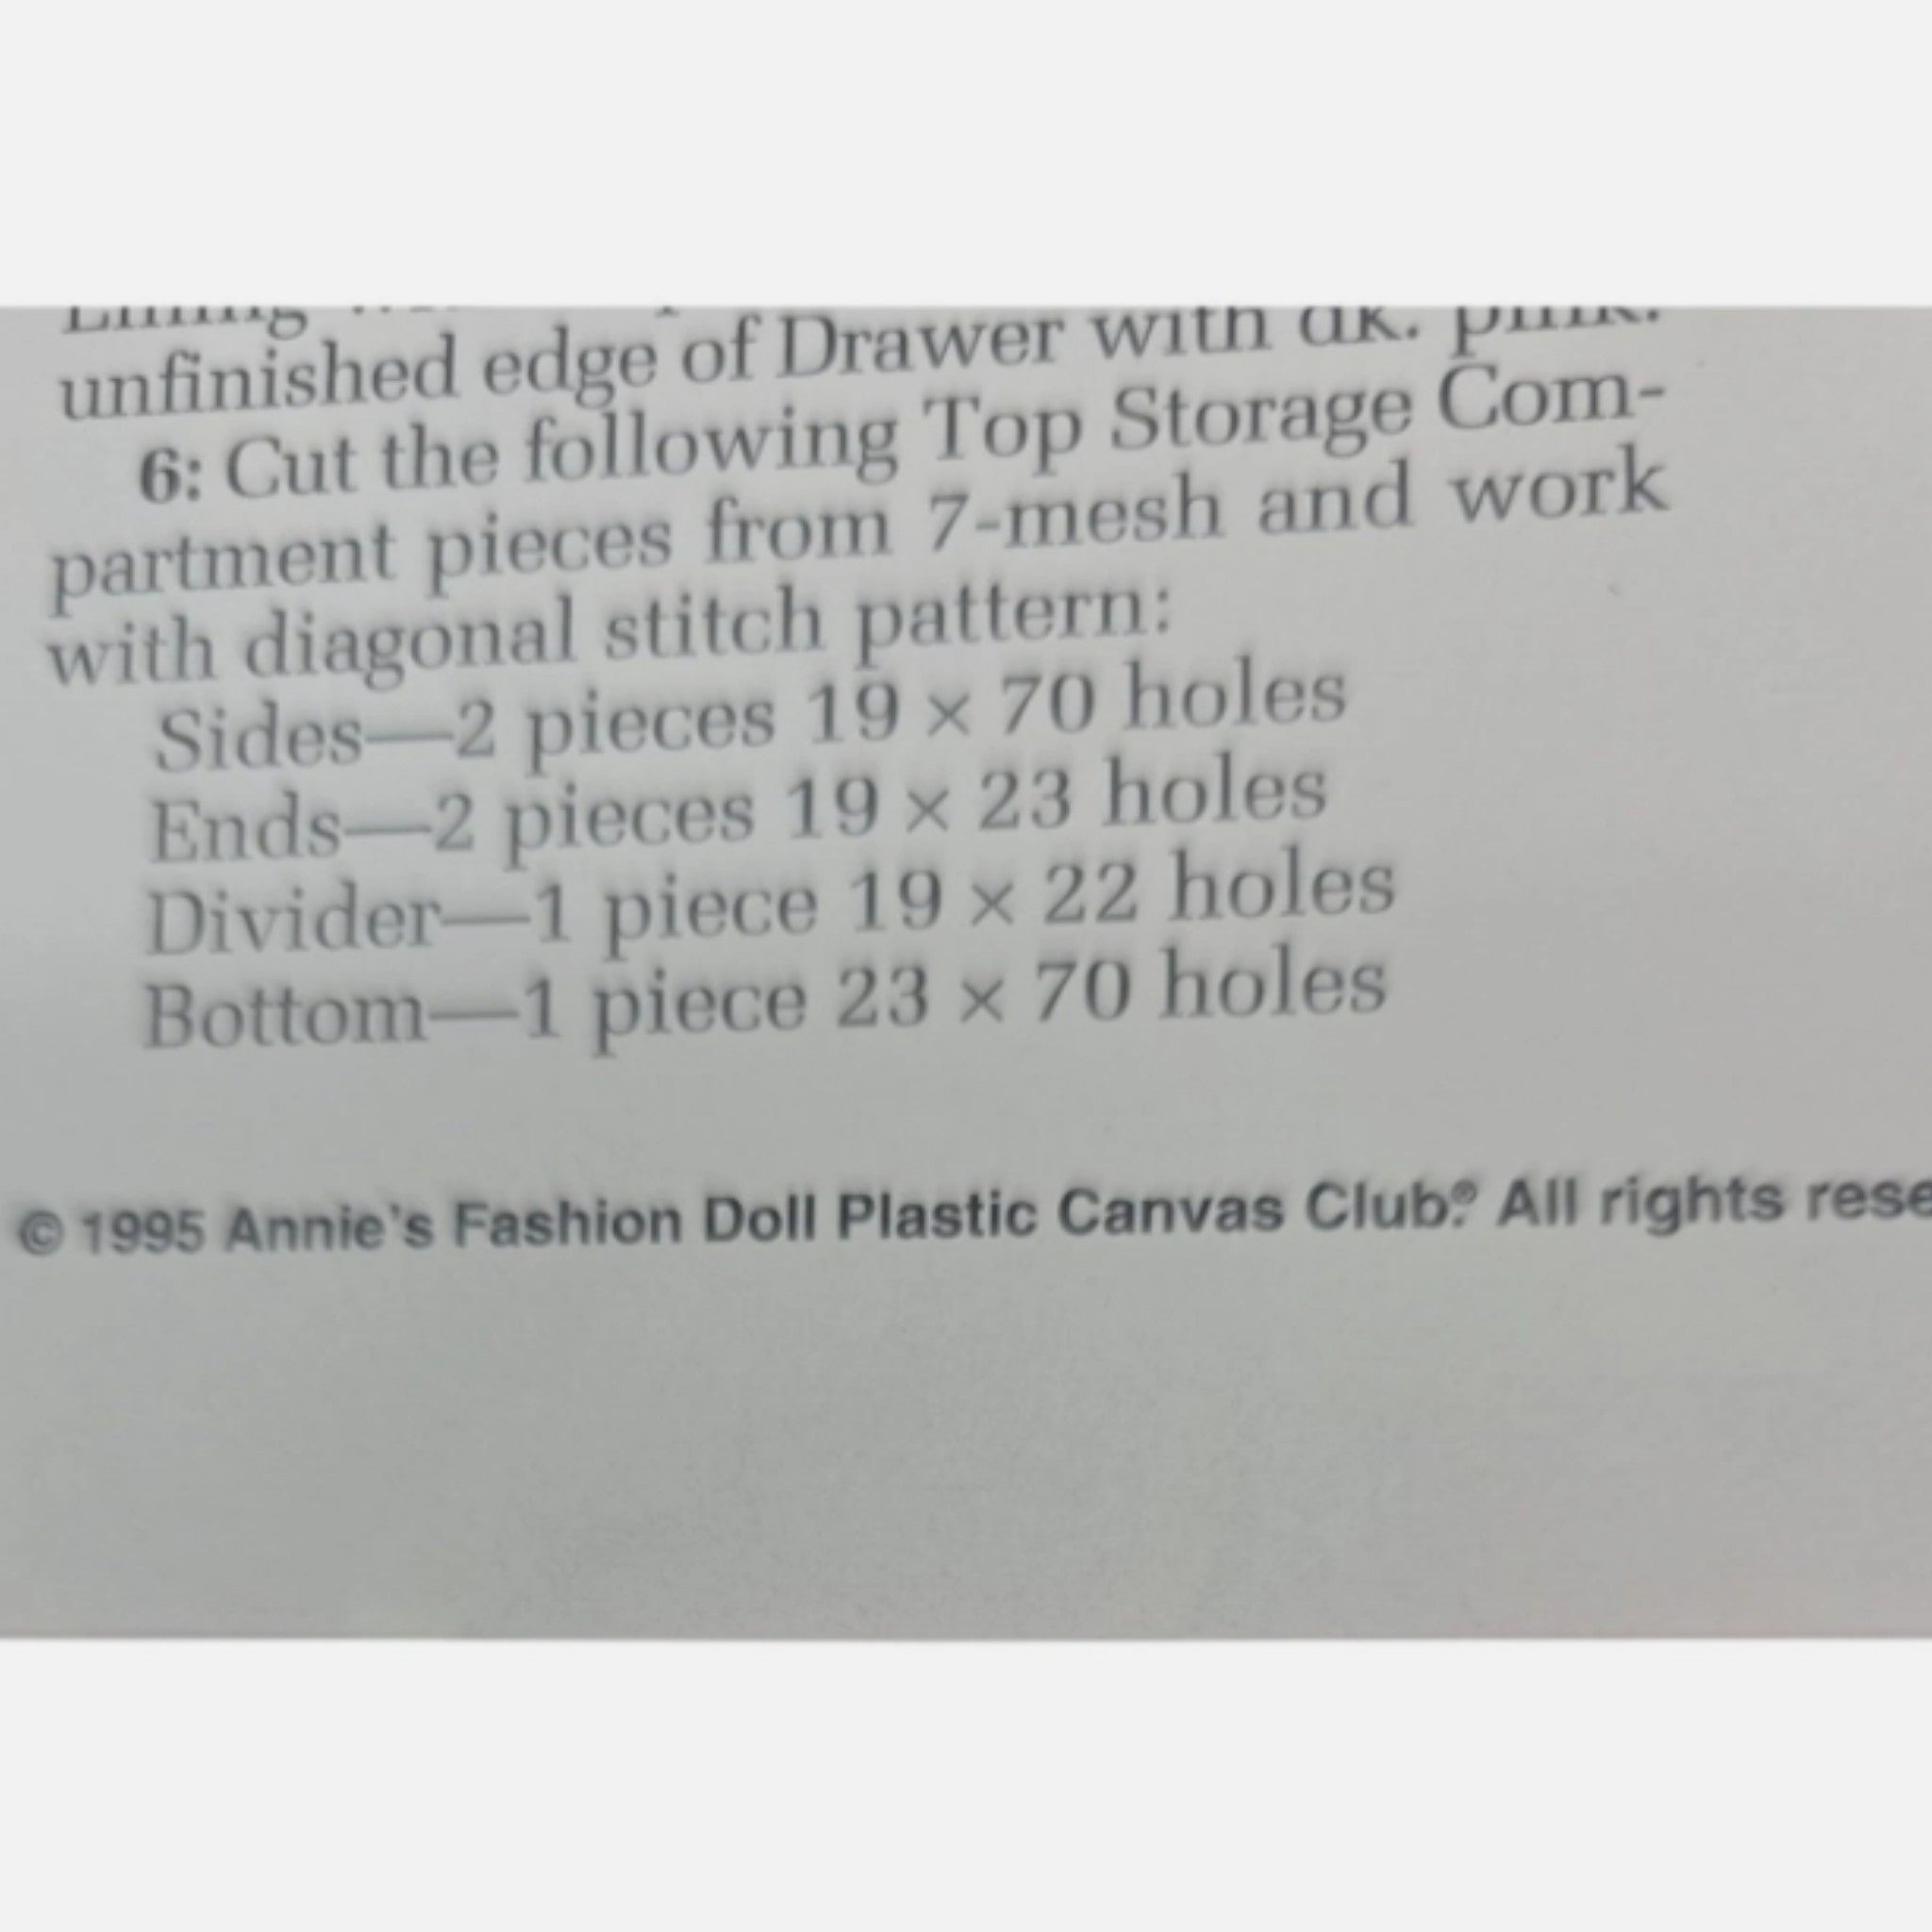 Lining
unfinished edge of Drawer with dk. pink.
6: Cut the following Top Storage Com-
partment pieces from 7-mesh and work
with diagonal stitch pattern:
Sides—2 pieces 19 × 70 holes
Ends—2 pieces 19 × 23 holes
Divider—1 piece 19 × 22 holes
Bottom—1 piece 23 × 70 holes
© 1995 Annie's Fashion Doll Plastic Canvas Club.® All rights rese